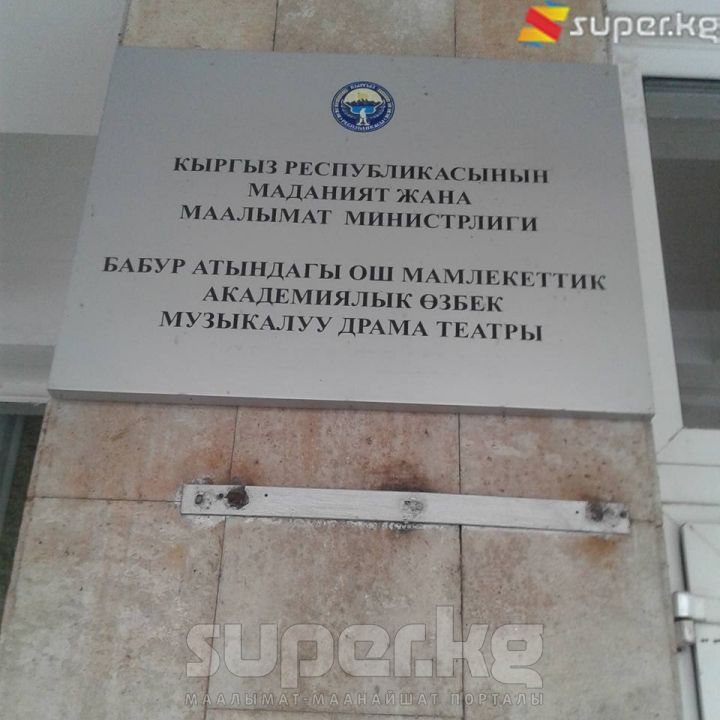 super.kg
КЫРГЫЗ РЕСПУБЛИКАСЫНЫН
МАДАНИЯТ ЖАНА
МААЛЫМАТ МИНИСТРЛИГИ
БАБУР АТЫНДАГЫ ОШ МАМЛЕКЕТТИК
АКАДЕМИЯЛЫК ӨЗБЕК
МУЗЫКАЛУУ ДРАМА ТЕАТРЫ
super.kg
МААЛЫМАТ-МААНАЙШАТ ПОРТАЛЫ